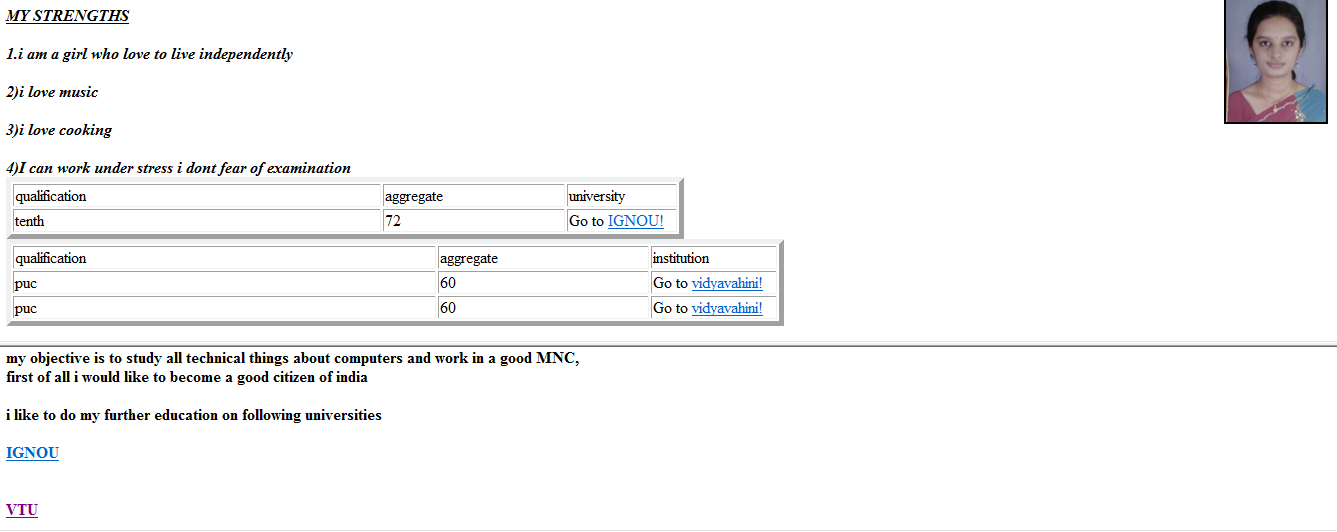 MY STRENGTHS
1.i am a girl who love to live independently
2)i love music
3)i love cooking
4)I can work under stress i dont fear of examination
qualification aggregate university
tenth 72 Go to IGNOU!
qualification aggregate institution
puc 60 Go to vidyavahini!
puc 60 Go to vidyavahini!
my objective is to study all technical things about computers and work in a good MNC,
first of all i would like to become a good citizen of india
i like to do my further education on following universities
IGNOU
VTU